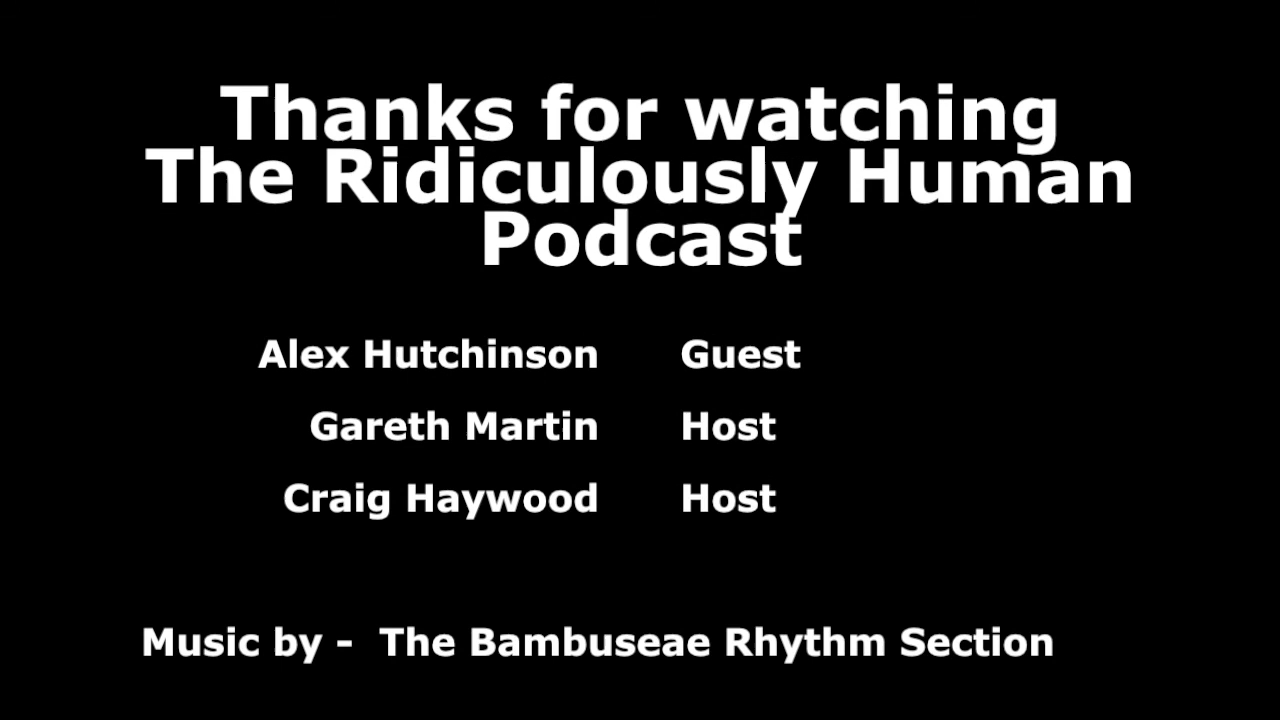 Thanks for watching
The Ridiculously Human
Podcast
Alex Hutchinson Guest
Gareth Martin Host
Craig Haywood Host
Music by - The Bambuseae Rhythm Section